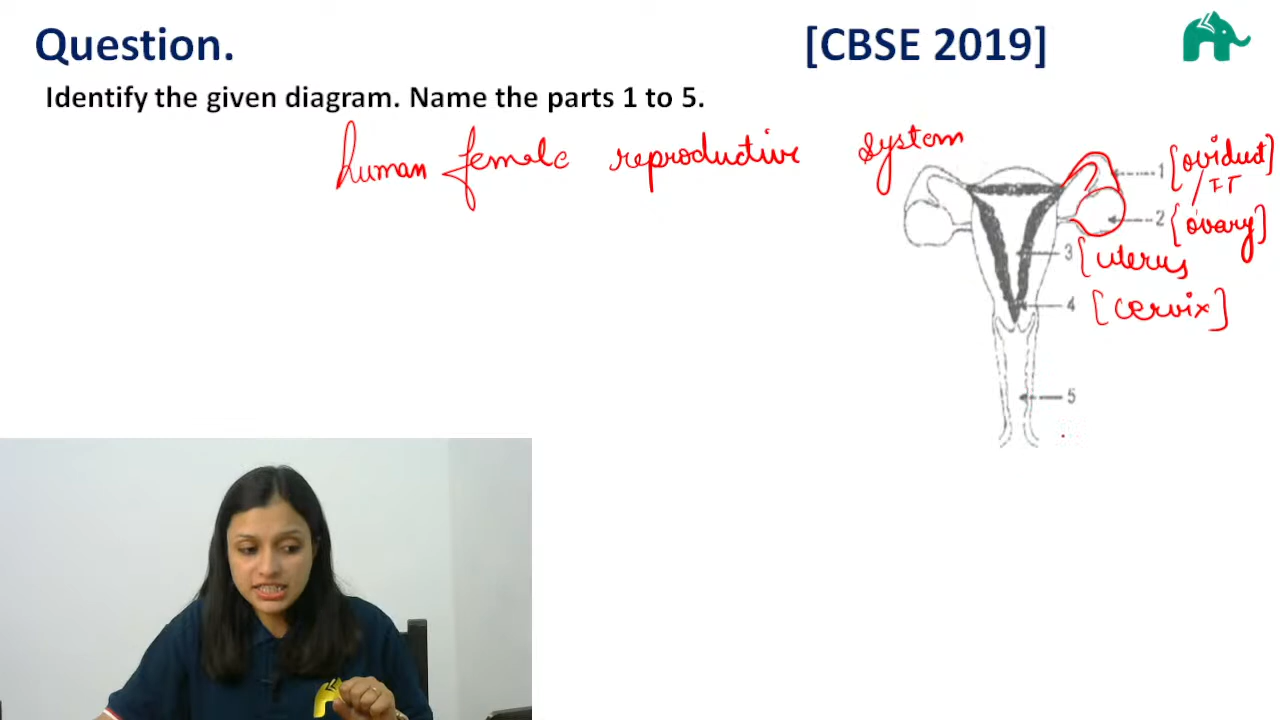 Question.
[CBSE 2019]
Identify the given diagram. Name the parts 1 to 5.
human female reproductive system
1 [oviduct]
/FT
2 [ovary]
3 [uterus
4 [cervix]
5